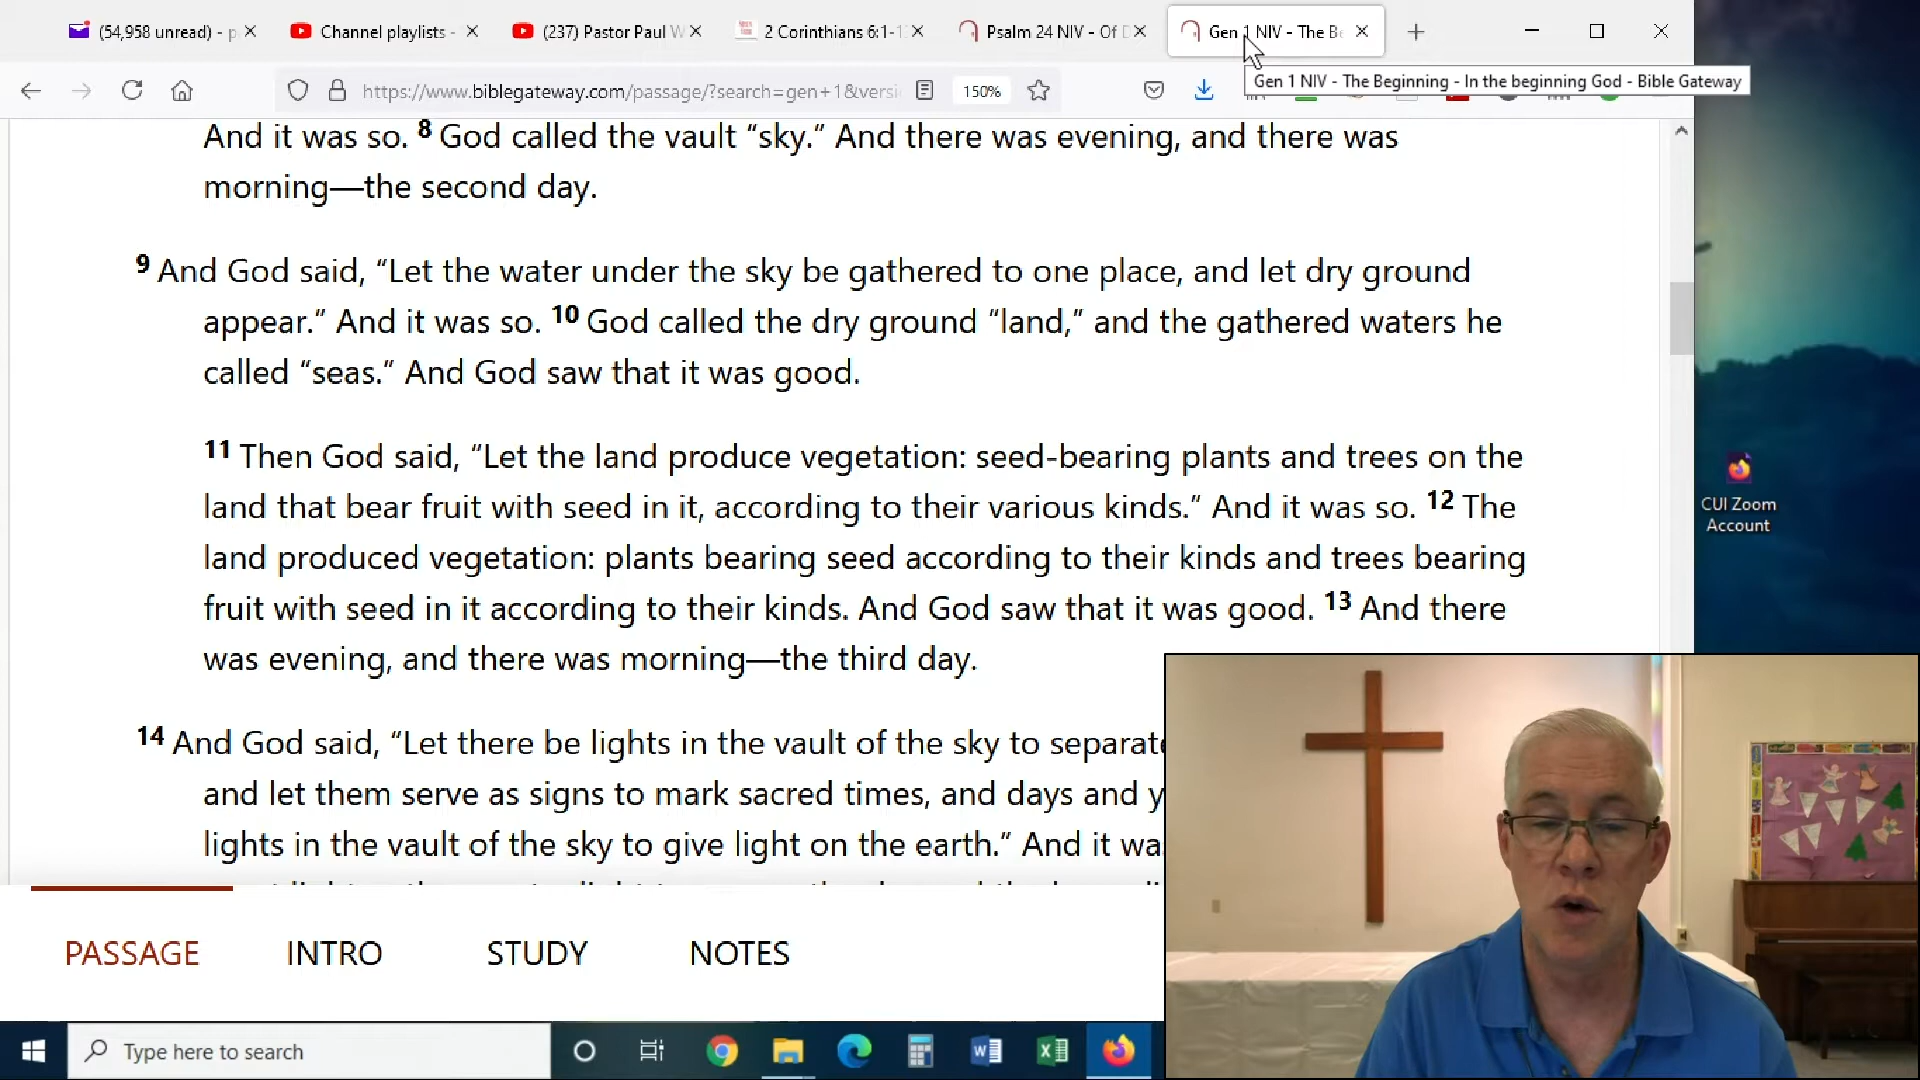 (54,958 unread) - p
Channel playlists -
(237) Pastor Paul W
2 Corinthians 6:1-1
Psalm 24 NIV - Of D
Gen 1 NIV - The Be
https://www.biblegateway.com/passage/?search=gen+1&versi
150%
Gen 1 NIV - The Beginning - In the beginning God - Bible Gateway
And it was so. 8 God called the vault “sky.” And there was evening, and there was
morning—the second day.
9 And God said, “Let the water under the sky be gathered to one place, and let dry ground
appear.” And it was so. 10 God called the dry ground “land,” and the gathered waters he
called “seas.” And God saw that it was good.
11 Then God said, “Let the land produce vegetation: seed-bearing plants and trees on the
land that bear fruit with seed in it, according to their various kinds.” And it was so. 12 The
land produced vegetation: plants bearing seed according to their kinds and trees bearing
fruit with seed in it according to their kinds. And God saw that it was good. 13 And there
was evening, and there was morning—the third day.
14 And God said, “Let there be lights in the vault of the sky to separate
and let them serve as signs to mark sacred times, and days and y
lights in the vault of the sky to give light on the earth.” And it wa
PASSAGE
INTRO
STUDY
NOTES
CUI Zoom
Account
Type here to search